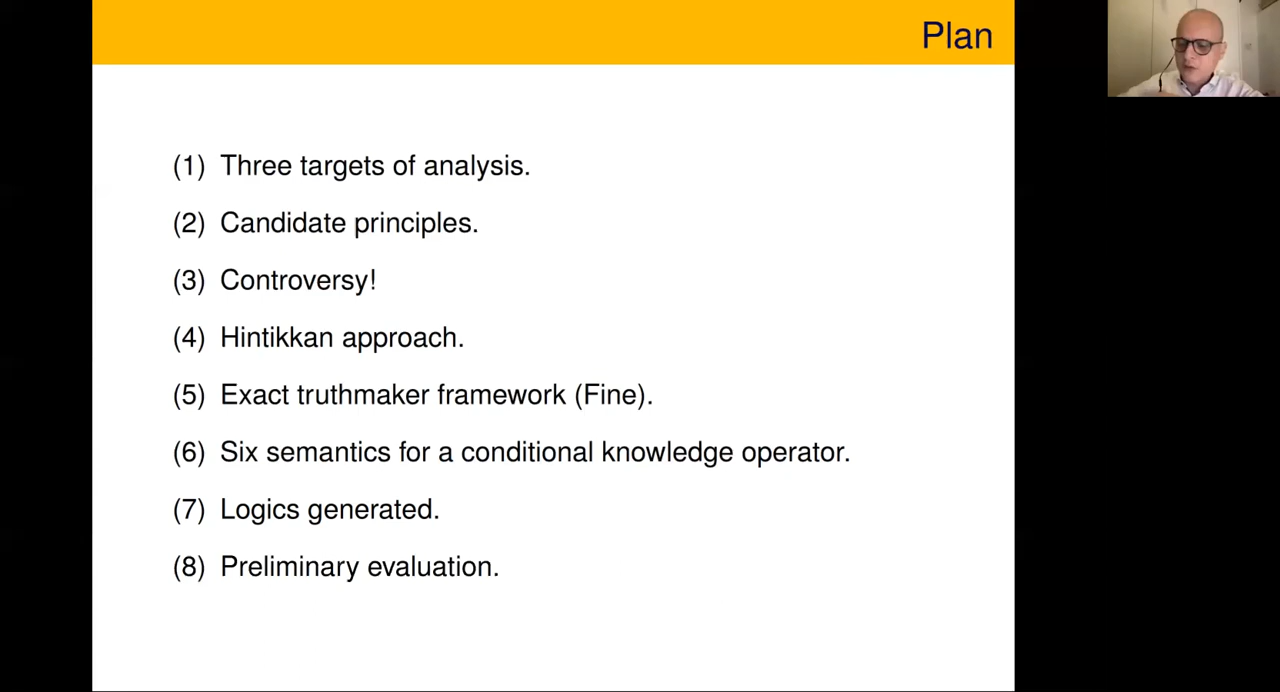 Plan
(1) Three targets of analysis.
(2) Candidate principles.
(3) Controversy!
(4) Hintikkan approach.
(5) Exact truthmaker framework (Fine).
(6) Six semantics for a conditional knowledge operator.
(7) Logics generated.
(8) Preliminary evaluation.